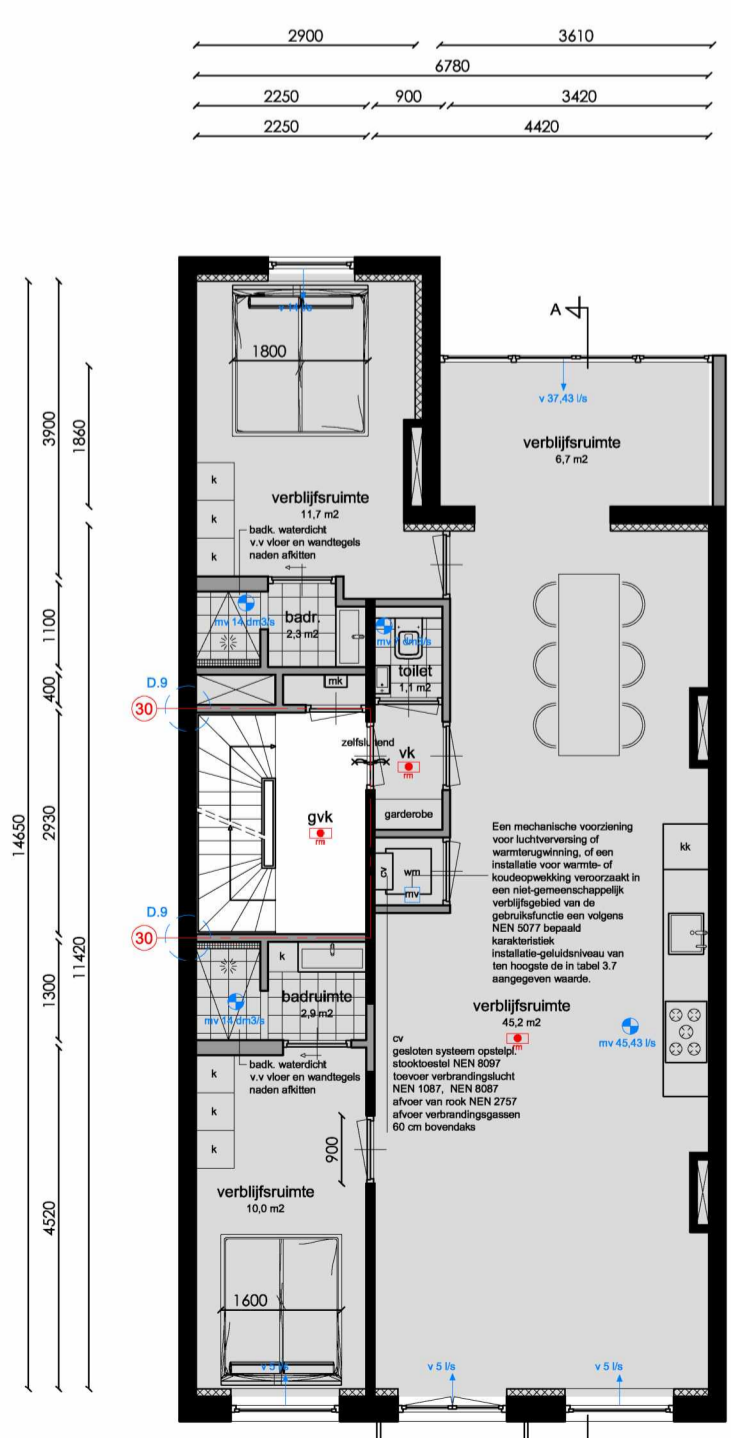 2900 3610
6780
2250 900 3420
2250 4420
v 14 l/s
A
1800
v 37,43 l/s
3900
1860
verblijfsruimte
6,7 m2
k
verblijfsruimte
11,7 m2
k
badk. waterdicht
v.v vloer en wandtegels
naden afkitten
k
1100
mv 14 dm3/s
badr.
2,3 m2
mv 7 dm3/s
toilet
1,1 m2
400
D.9
mk
30
zelfsluitend
vk
rm
gvk
rm
garderobe
2930
14650
11420
Een mechanische voorziening
voor luchtverversing of
warmterugwinning, of een
installatie voor warmte- of
koudeopwekking veroorzaakt in
een niet-gemeenschappelijk
verblijfsgebied van de
gebruiksfunctie een volgens
NEN 5077 bepaald
karakteristiek
installatie-geluidsniveau van
ten hoogste de in tabel 3.7
aangegeven waarde.
kk
cv
wm
mv
D.9
30
k
1300
mv 14 dm3/s
badruimte
2,9 m2
verblijfsruimte
45,2 m2
rm
mv 45,43 l/s
cv
gesloten systeem opstelpl.
stooktoestel NEN 8097
toevoer verbrandingslucht
NEN 1087, NEN 8087
afvoer van rook NEN 2757
afvoer verbrandingsgassen
60 cm bovendaks
badk. waterdicht
v.v vloer en wandtegels
naden afkitten
k
k
k
900
4520
verblijfsruimte
10,0 m2
1600
v 5 l/s
v 5 l/s
v 5 l/s